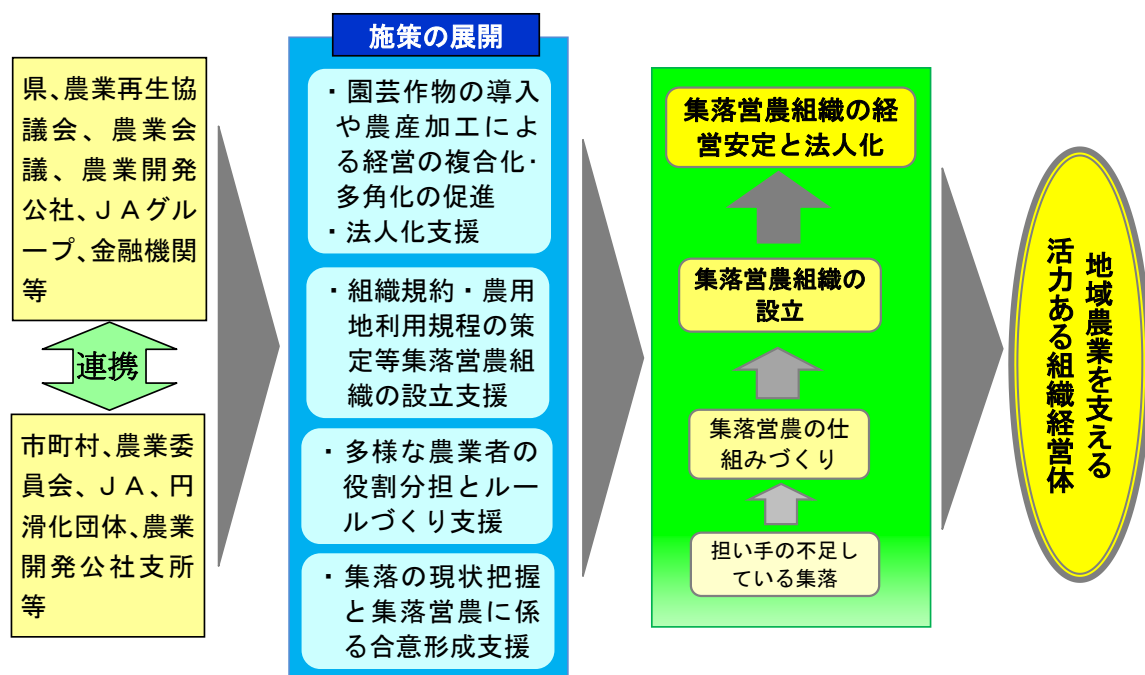 県、農業再生協
議会、農業会
議、農業開発
公社、ＪＡグル
ープ、金融機関
等
連携
市町村、農業委
員会、ＪＡ、円
滑化団体、農業
開発公社支所
等
施策の展開
・園芸作物の導入
や農産加工によ
る経営の複合化・
多角化の促進
・法人化支援
・組織規約・農用
地利用規程の策
定等集落営農組
織の設立支援
・多様な農業者の
役割分担とルー
ルづくり支援
・集落の現状把握
と集落営農に係
る合意形成支援
集落営農組織の経
営安定と法人化
集落営農組織の
設立
集落営農の仕
組みづくり
担い手の不足し
ている集落
地域農業を支える
活力ある組織経営体